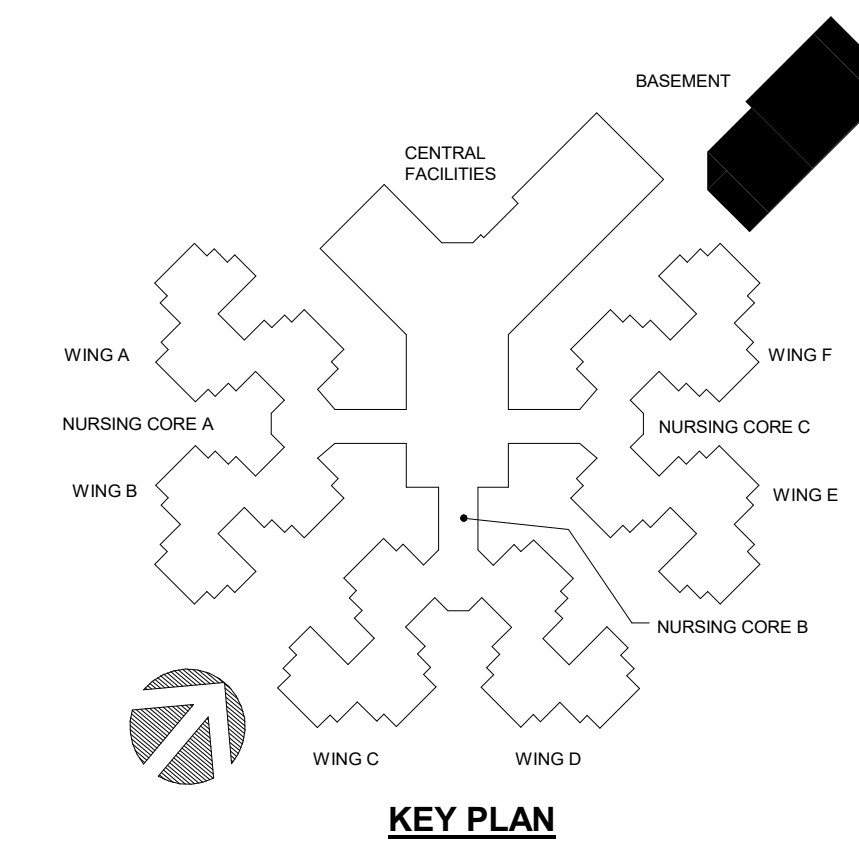 BASEMENT
CENTRAL
FACILITIES
WING A
WING F
NURSING CORE A
NURSING CORE C
WING B
WING E
NURSING CORE B
WING C
WING D
KEY PLAN